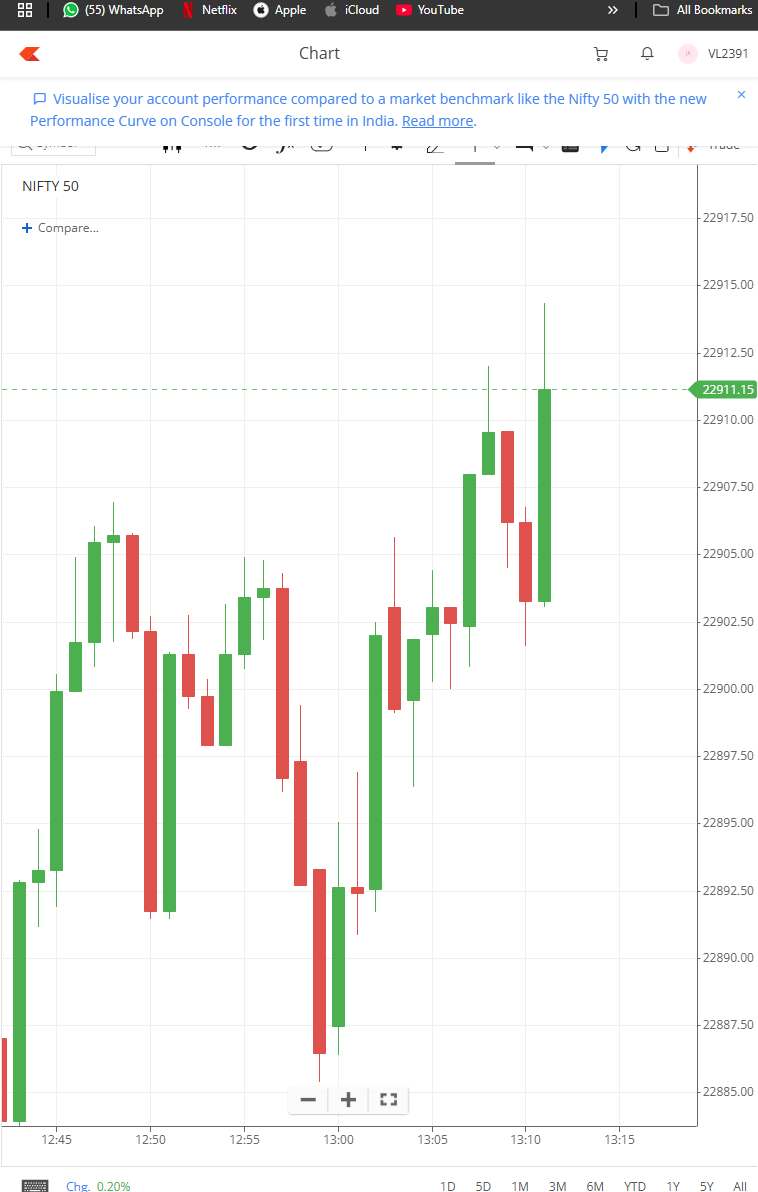 (55) WhatsApp Netflix Apple iCloud YouTube » All Bookmarks
Chart VL2391
Visualise your account performance compared to a market benchmark like the Nifty 50 with the new
Performance Curve on Console for the first time in India. Read more.
NIFTY 50
+ Compare...
22917.50
22915.00
22912.50
22911.15
22910.00
22907.50
22905.00
22902.50
22900.00
22897.50
22895.00
22892.50
22890.00
22887.50
22885.00
12:45 12:50 12:55 13:00 13:05 13:10 13:15
Chg. 0.20% 1D 5D 1M 3M 6M YTD 1Y 5Y All